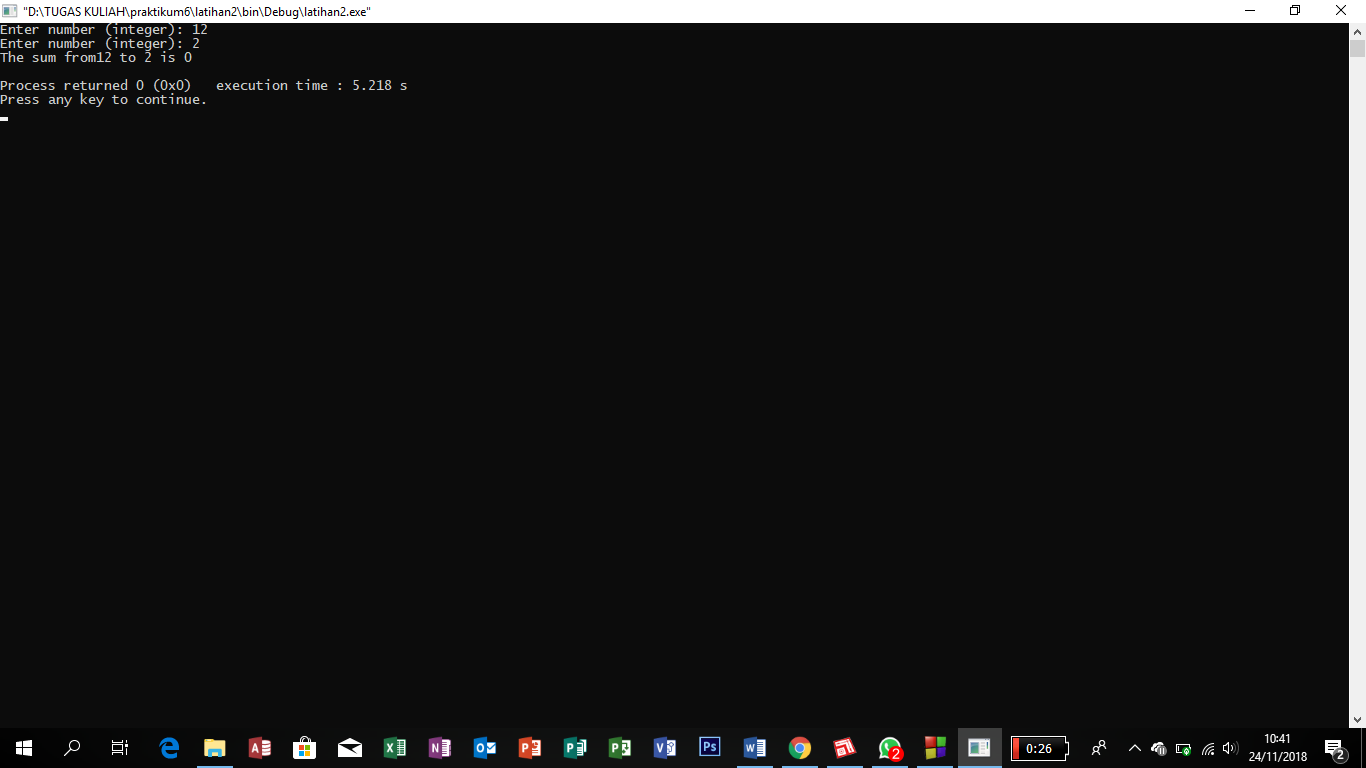 "D:\TUGAS KULIAH\praktikum6\latihan2\bin\Debug\latihan2.exe"
Enter number (integer): 12
Enter number (integer): 2
The sum from12 to 2 is 0
Process returned 0 (0x0)   execution time : 5.218 s
Press any key to continue.
A
X
N
O
P
P
P
V
Ps
W
2
0:26
10:41
24/11/2018
2